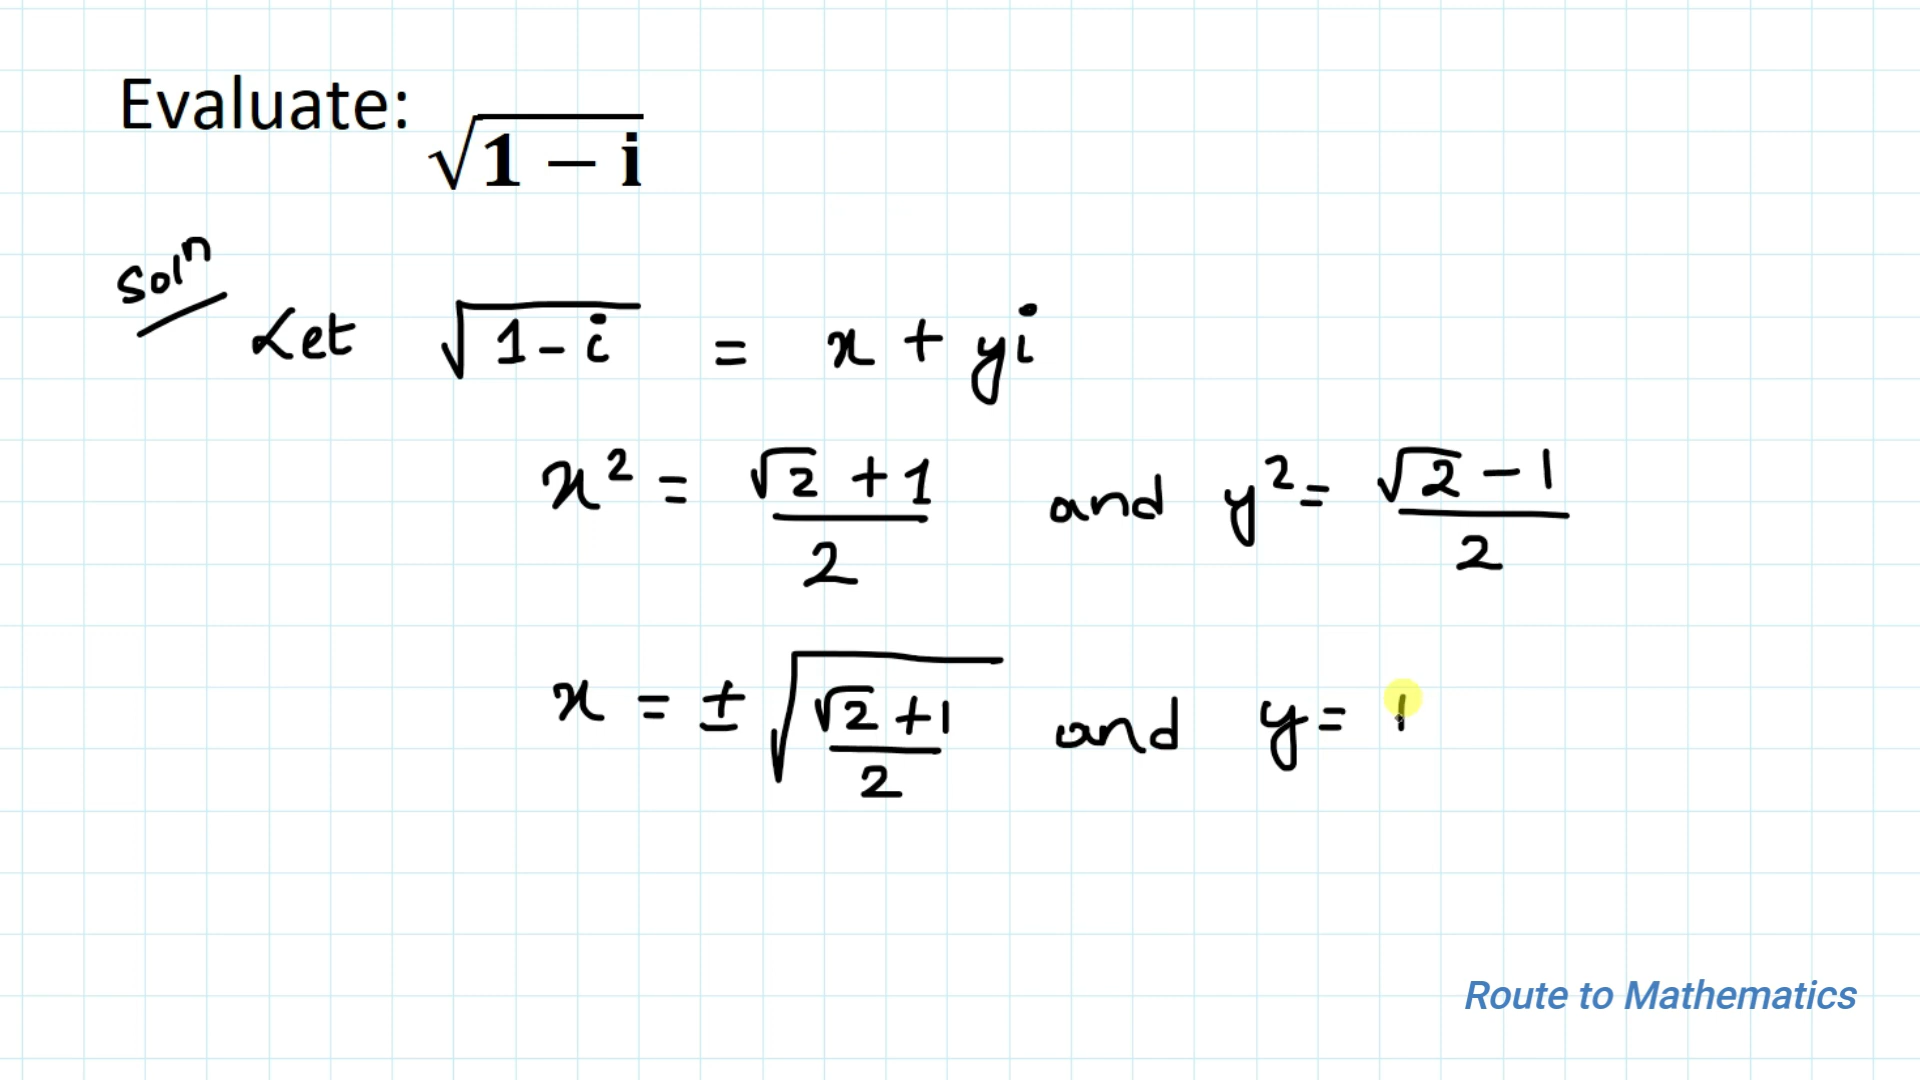 Evaluate: √(1 − i)
Solⁿ
Let √(1 - i) = x + yi
x² = (√2 + 1)/2 and y² = (√2 - 1)/2
x = ± √((√2 + 1)/2) and y =
Route to Mathematics